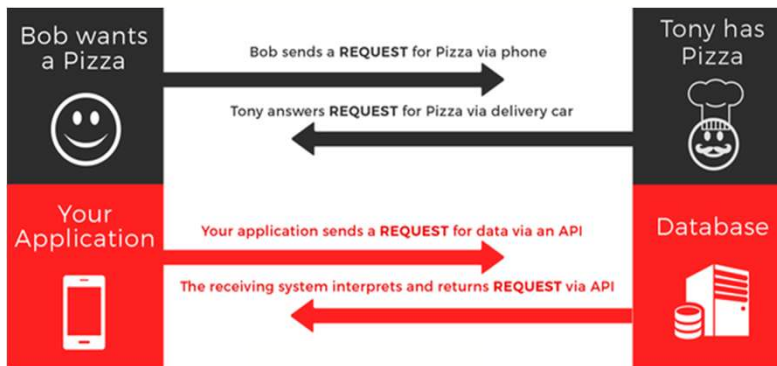 Bob wants
a Pizza
Bob sends a REQUEST for Pizza via phone
Tony answers REQUEST for Pizza via delivery car
Tony has
Pizza
Your
Application
Your application sends a REQUEST for data via an API
The receiving system interprets and returns REQUEST via API
Database